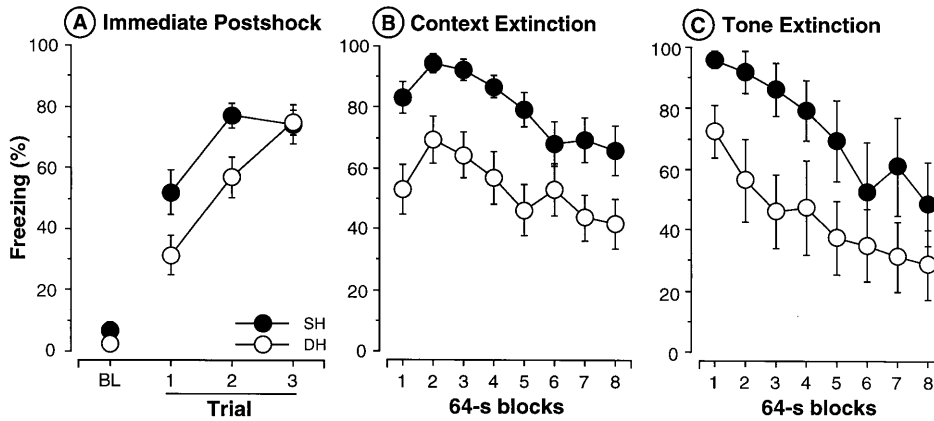 A Immediate Postshock
B Context Extinction
C Tone Extinction
Freezing (%)
100
80
60
40
20
0
SH
DH
BL 1 2 3
Trial
100
80
60
40
20
0
1 2 3 4 5 6 7 8
64-s blocks
100
80
60
40
20
0
1 2 3 4 5 6 7 8
64-s blocks